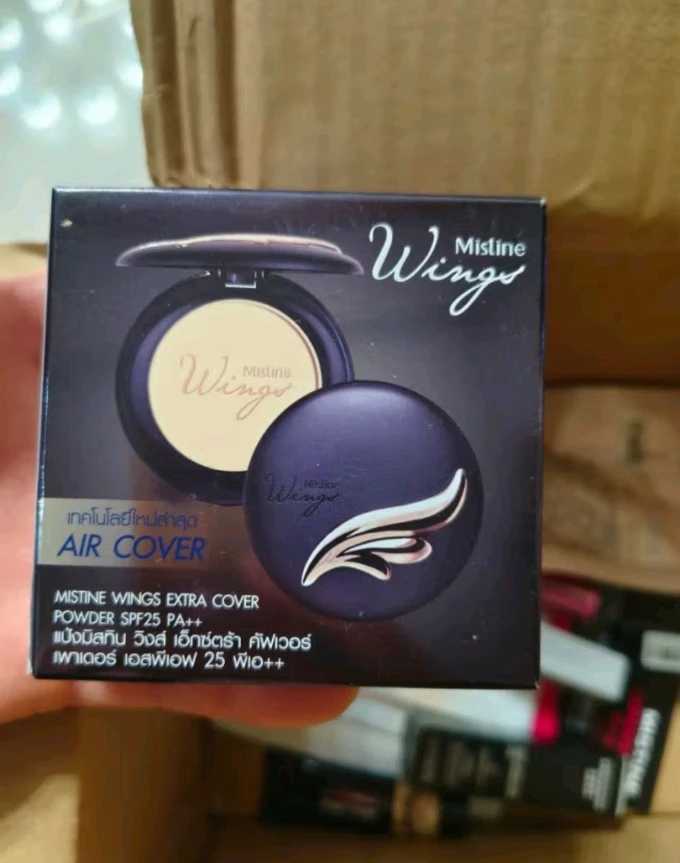 Mistine
Wings
Mistine
Wings
Mistine
Wings
เทคโนโลยีใหม่ล่าสุด
AIR COVER
MISTINE WINGS EXTRA COVER
POWDER SPF25 PA++
แป้งมิสทิน วิงส์ เอ็กซ์ตร้า คัฟเวอร์
เพาเดอร์ เอสพีเอฟ 25 พีเอ++